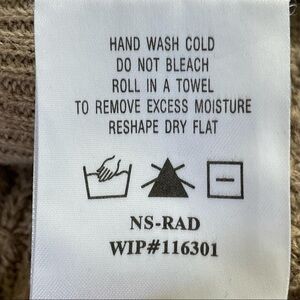 HAND WASH COLD
DO NOT BLEACH
ROLL IN A TOWEL
TO REMOVE EXCESS MOISTURE
RESHAPE DRY FLAT
NS-RAD
WIP#116301